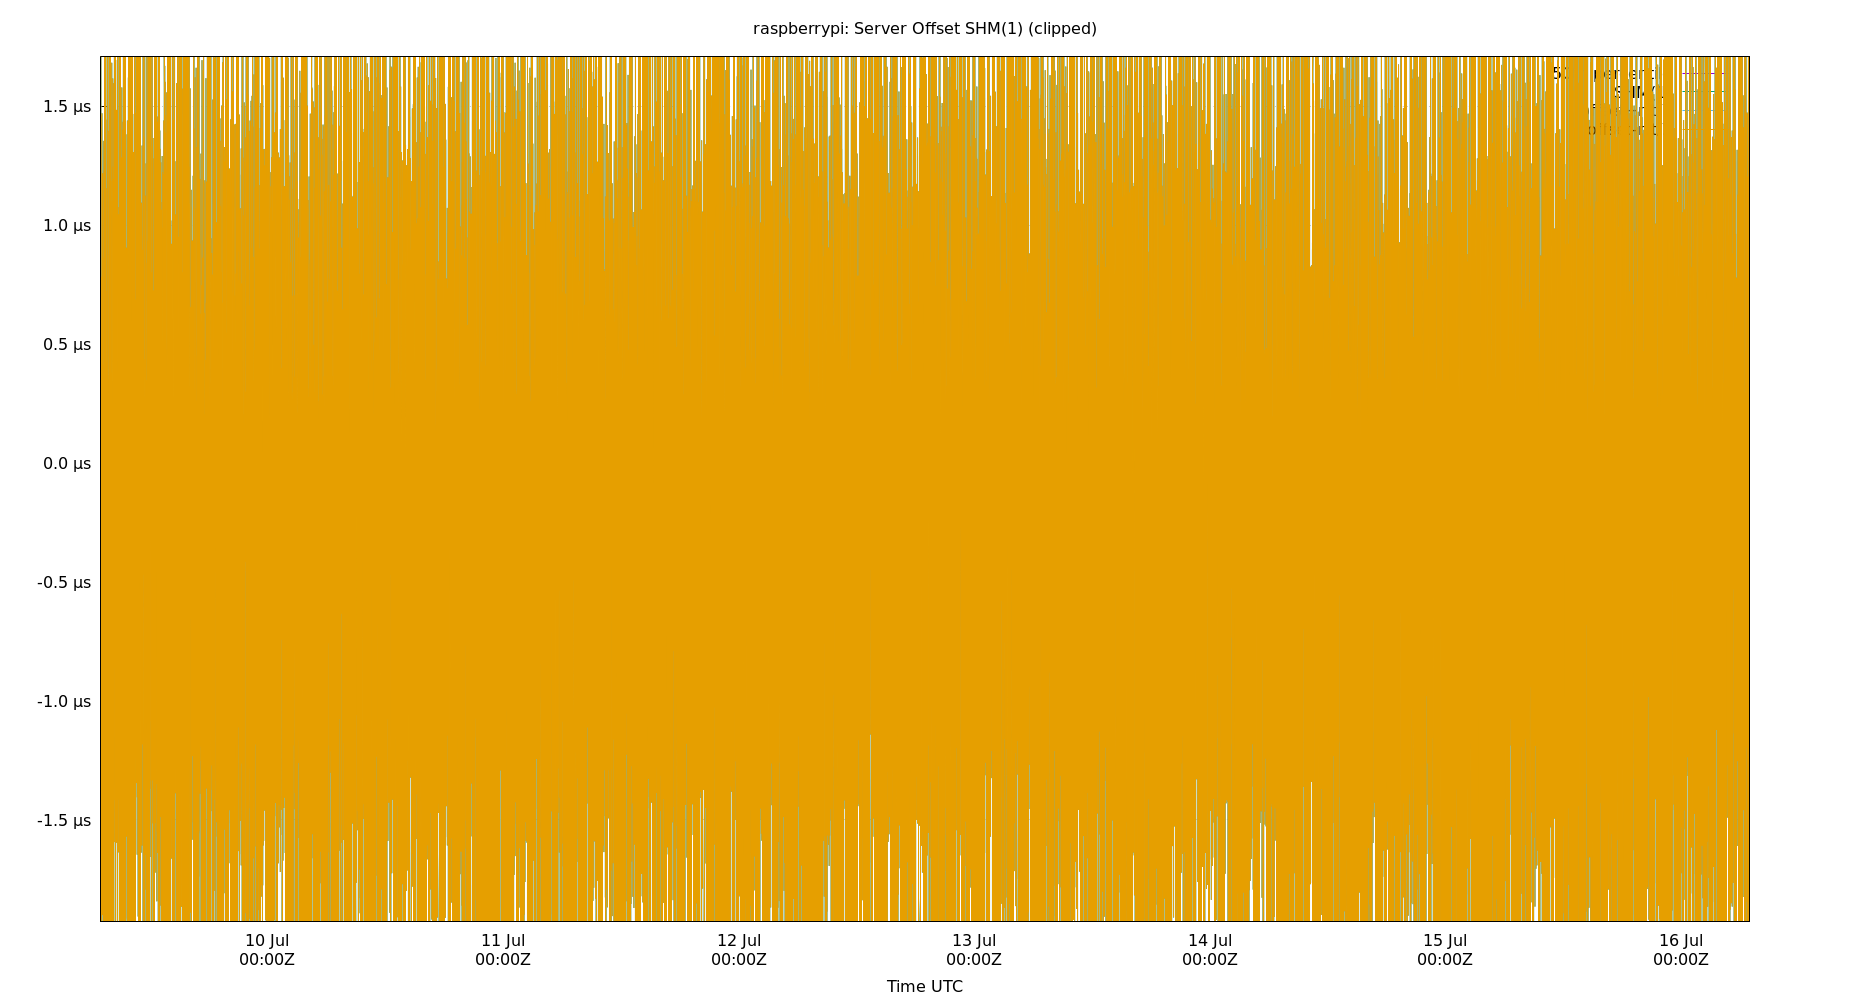 raspberrypi: Server Offset SHM(1) (clipped)
1.5 µs
1.0 µs
0.5 µs
0.0 µs
-0.5 µs
-1.0 µs
-1.5 µs
10 Jul 11 Jul 12 Jul 13 Jul 14 Jul 15 Jul 16 Jul
00:00Z 00:00Z 00:00Z 00:00Z 00:00Z 00:00Z 00:00Z
Time UTC